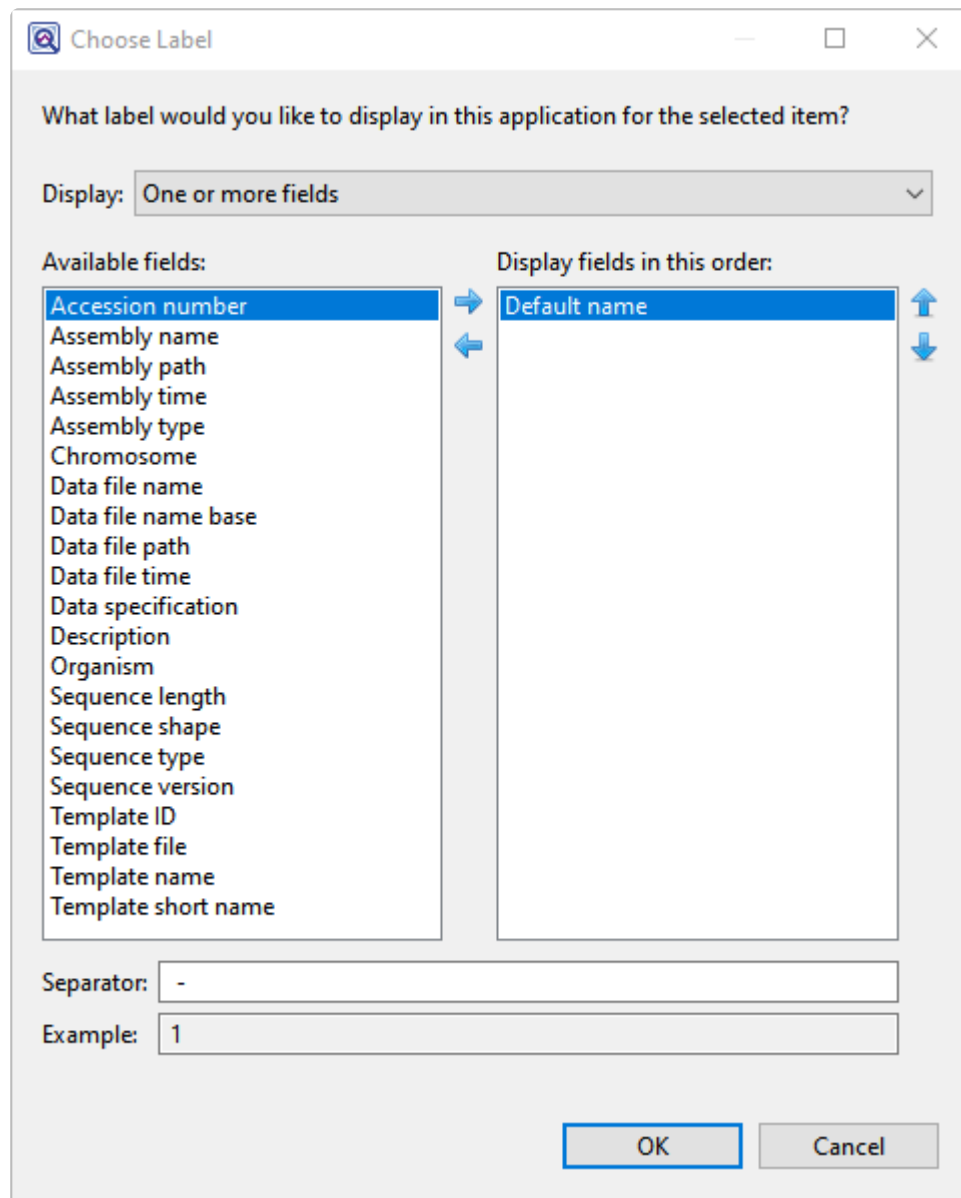 Choose Label
What label would you like to display in this application for the selected item?
Display: One or more fields
Available fields:
Accession number
Assembly name
Assembly path
Assembly time
Assembly type
Chromosome
Data file name
Data file name base
Data file path
Data file time
Data specification
Description
Organism
Sequence length
Sequence shape
Sequence type
Sequence version
Template ID
Template file
Template name
Template short name
Display fields in this order:
Default name
Separator: -
Example: 1
OK
Cancel